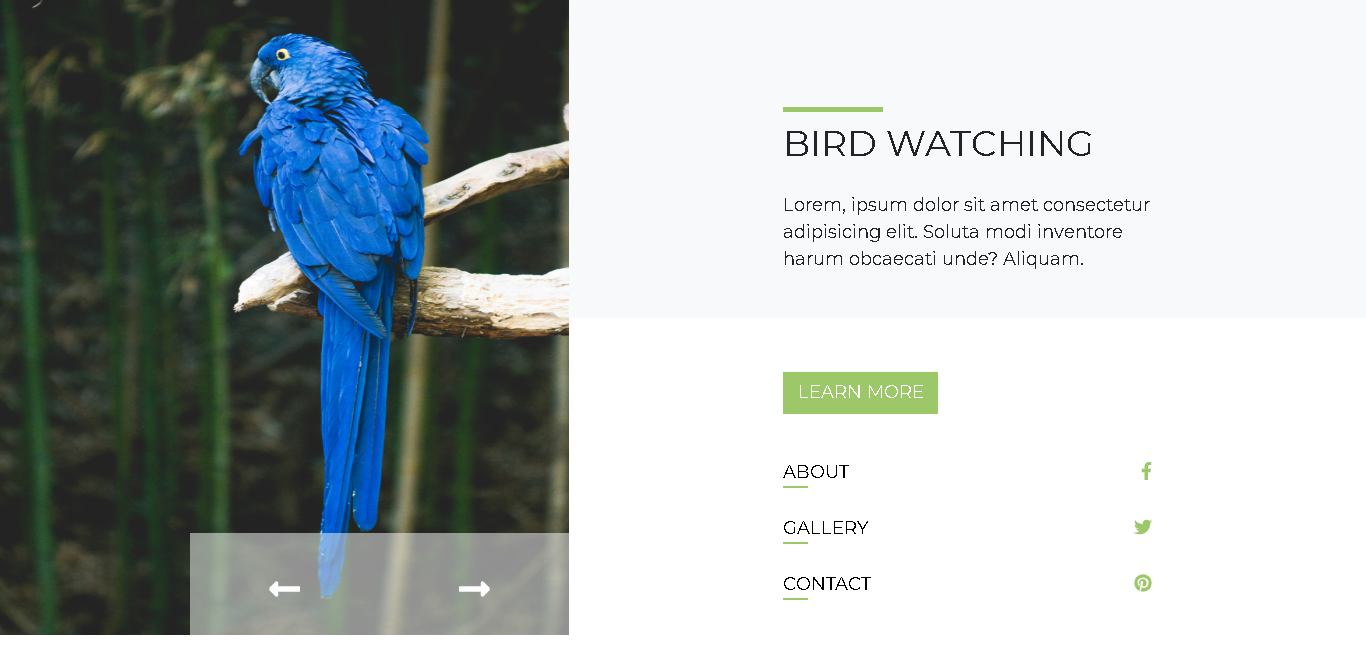 BIRD WATCHING
Lorem, ipsum dolor sit amet consectetur
adipisicing elit. Soluta modi inventore
harum obcaecati unde? Aliquam.
LEARN MORE
ABOUT
GALLERY
CONTACT